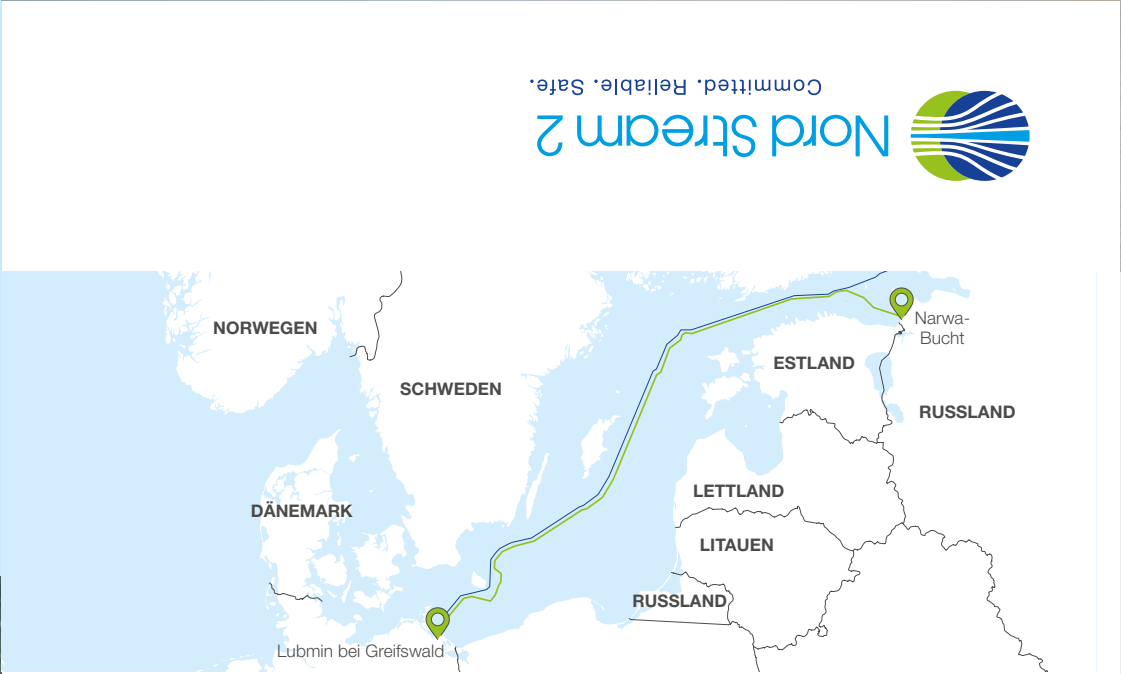 Nord Stream 2
Committed. Reliable. Safe.
NORWEGEN
SCHWEDEN
ESTLAND
Narwa-
Bucht
RUSSLAND
DÄNEMARK
LETTLAND
LITAUEN
RUSSLAND
Lubmin bei Greifswald